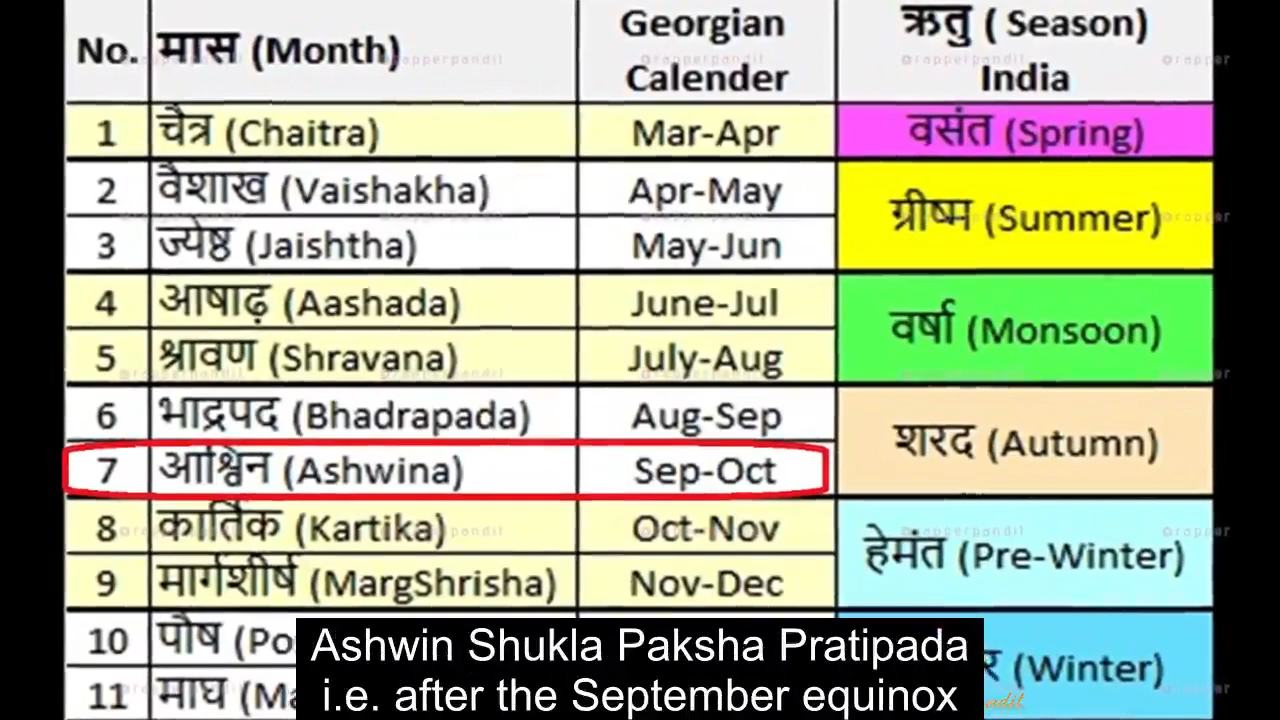 No. मास (Month) Georgian Calender ऋतु ( Season) India
1 चैत्र (Chaitra) Mar-Apr वसंत (Spring)
2 वैशाख (Vaishakha) Apr-May ग्रीष्म (Summer)
3 ज्येष्ठ (Jaishtha) May-Jun
4 आषाढ़ (Aashada) June-Jul वर्षा (Monsoon)
5 श्रावण (Shravana) July-Aug
6 भाद्रपद (Bhadrapada) Aug-Sep शरद (Autumn)
7 आश्विन (Ashwina) Sep-Oct
8 कार्तिक (Kartika) Oct-Nov हेमंत (Pre-Winter)
9 मार्गशीर्ष (MargShrisha) Nov-Dec
10 पौष (Winter)
11 माघ
Ashwin Shukla Paksha Pratipada
i.e. after the September equinox
@rapperpandit